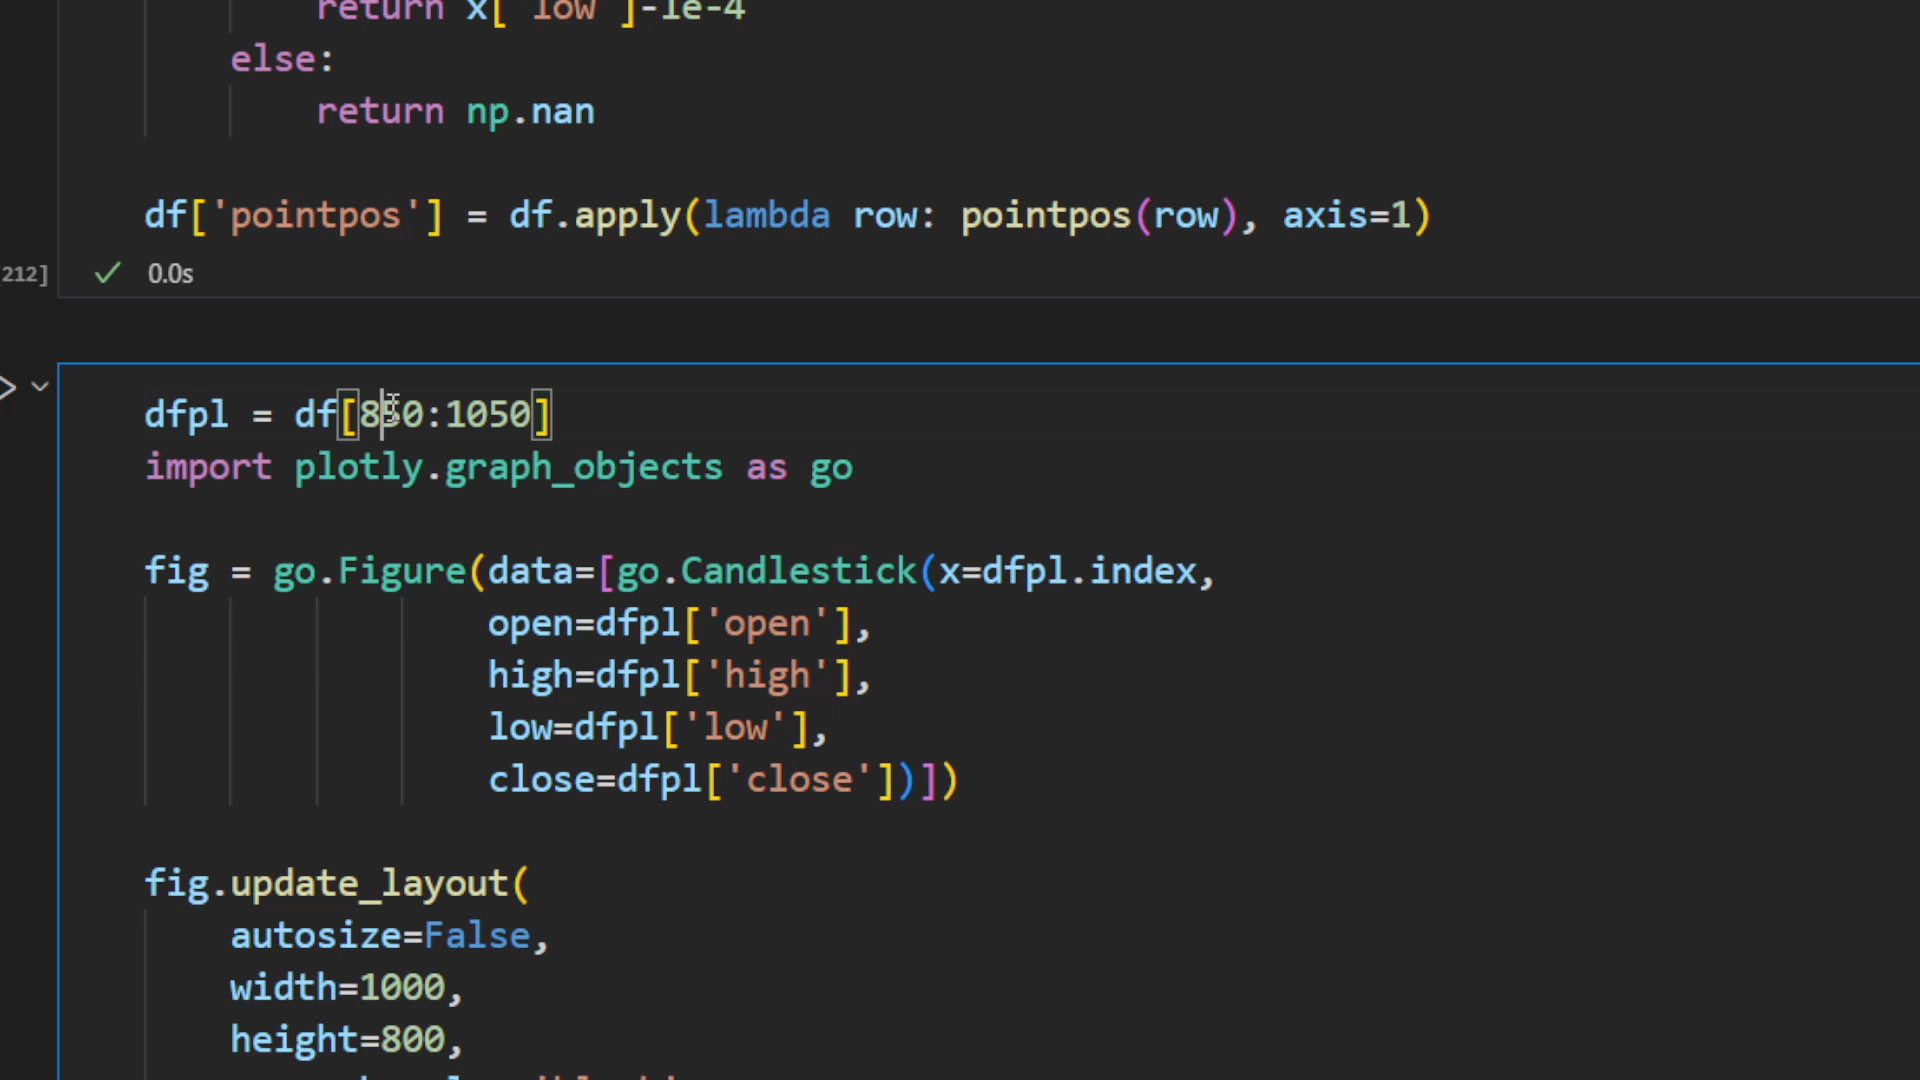 return x['low']-1e-4
else:
return np.nan
df['pointpos'] = df.apply(lambda row: pointpos(row), axis=1)
212]
0.0s
dfpl = df[850:1050]
import plotly.graph_objects as go
fig = go.Figure(data=[go.Candlestick(x=dfpl.index,
open=dfpl['open'],
high=dfpl['high'],
low=dfpl['low'],
close=dfpl['close'])])
fig.update_layout(
autosize=False,
width=1000,
height=800,